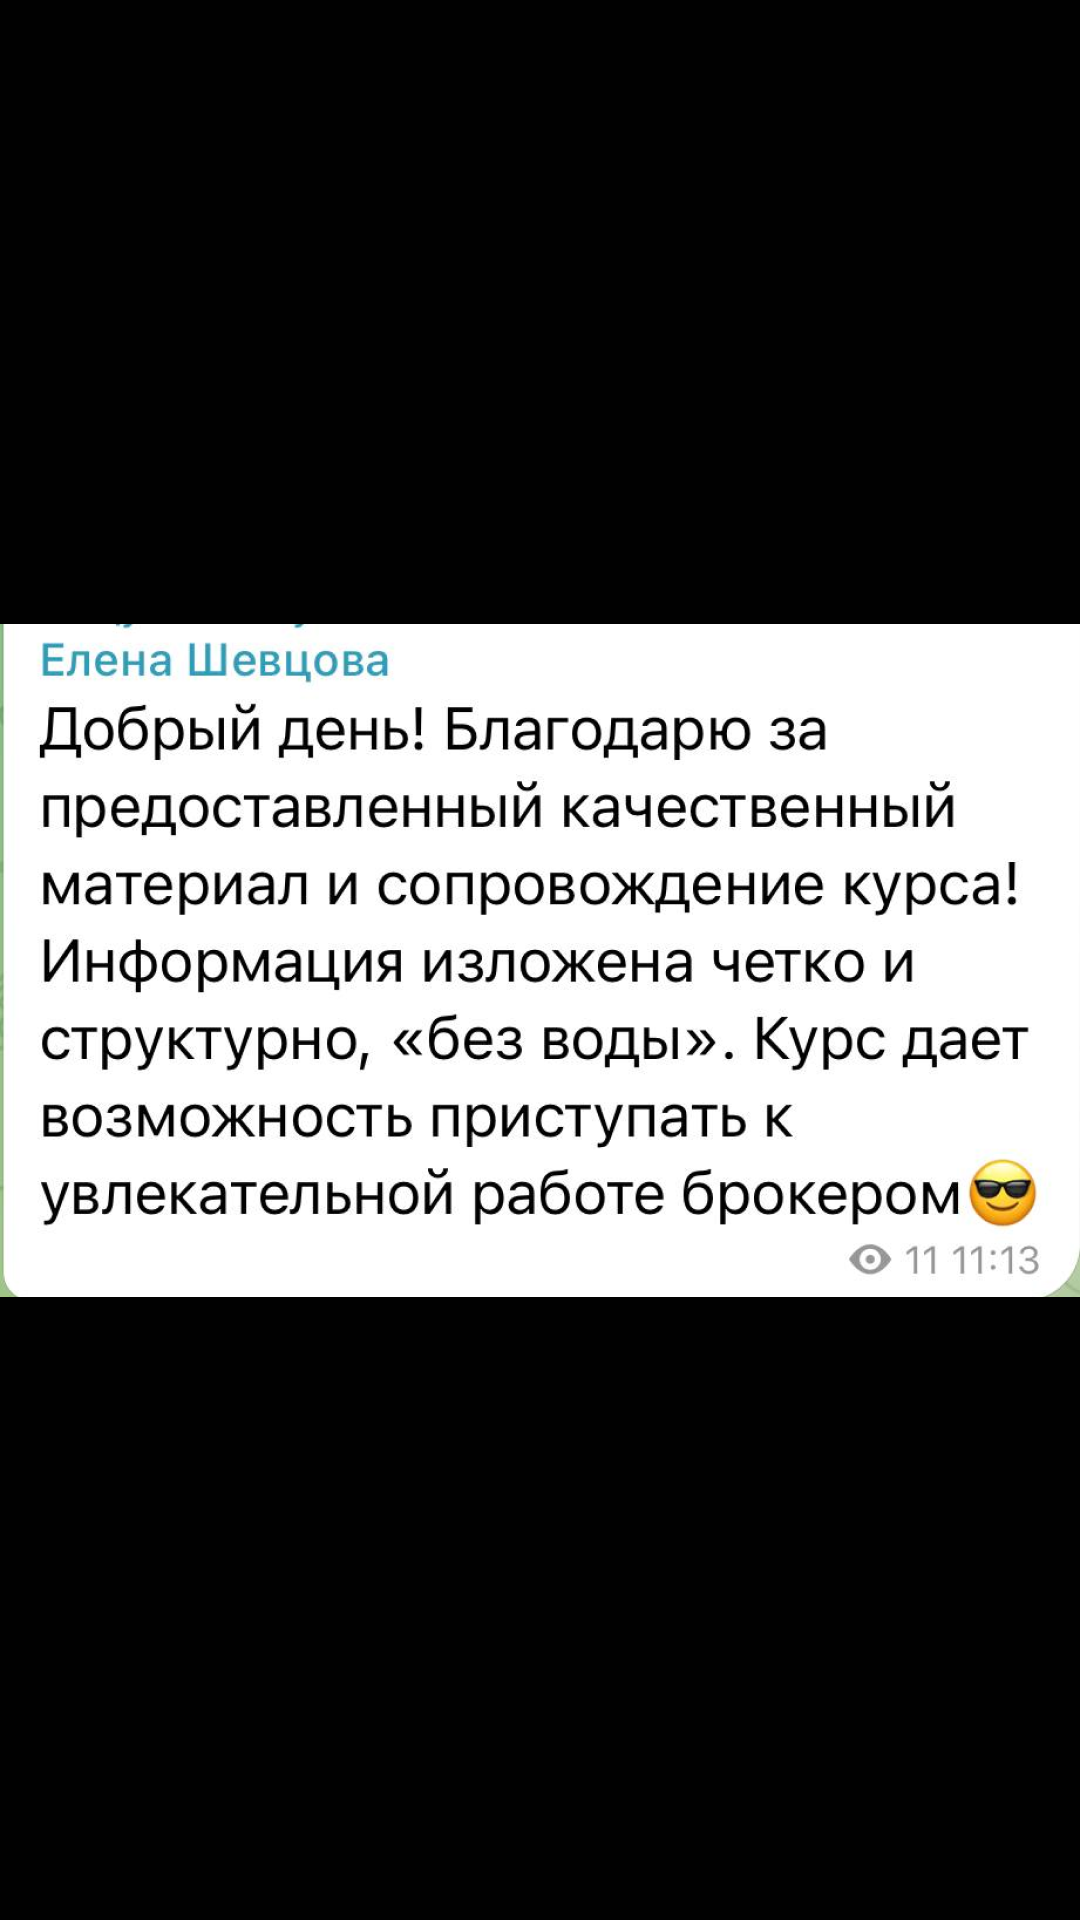 Елена Шевцова
Добрый день! Благодарю за
предоставленный качественный
материал и сопровождение курса!
Информация изложена четко и
структурно, «без воды». Курс дает
возможность приступать к
увлекательной работе брокером😎
11 11:13